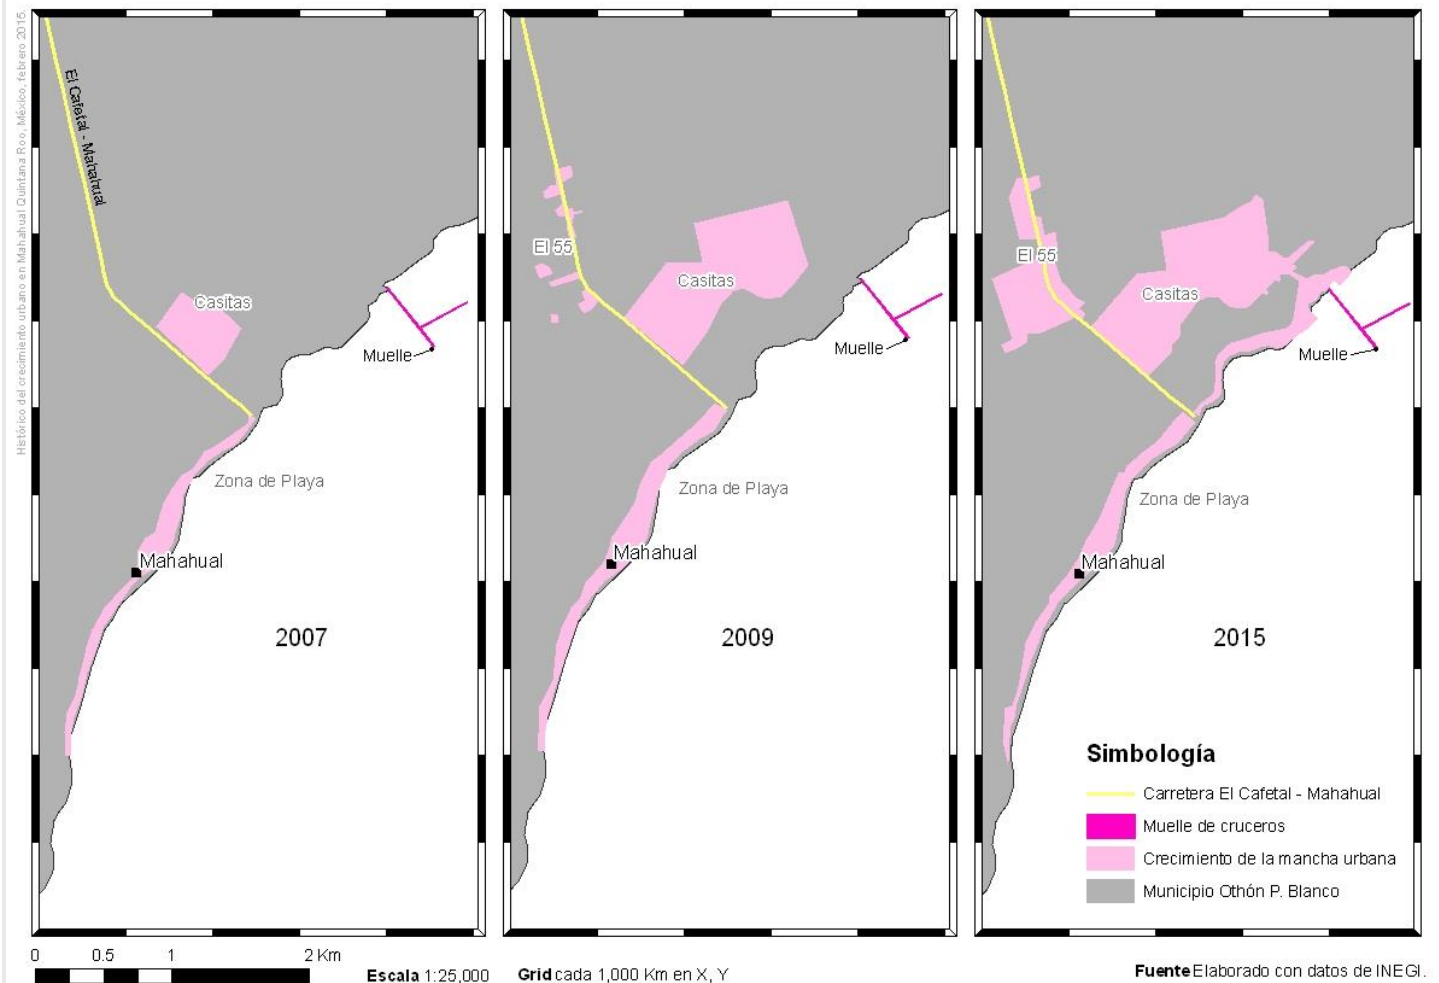 Histórico del crecimiento urbano en Mahahual Quintana Roo, México, febrero 2015.
El Cafetal - Mahahual
Casitas
Muelle
Zona de Playa
Mahahual
2007
El 55
Casitas
Muelle
Zona de Playa
Mahahual
2009
El 55
Casitas
Muelle
Zona de Playa
Mahahual
2015
Simbología
Carretera El Cafetal - Mahahual
Muelle de cruceros
Crecimiento de la mancha urbana
Municipio Othón P. Blanco
0 0.5 1 2 Km
Escala 1:25,000
Grid cada 1,000 Km en X, Y
Fuente Elaborado con datos de INEGI.